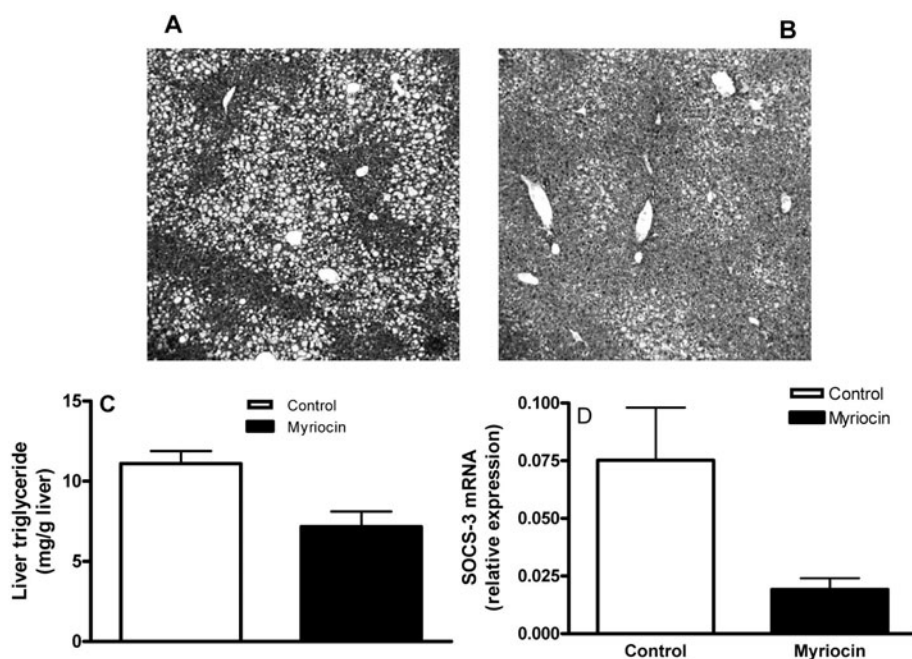 A
B
C
Control
Myriocin
Liver triglyceride
(mg/g liver)
15
10
5
0
D
Control
Myriocin
SOCS-3 mRNA
(relative expression)
0.100
0.075
0.050
0.025
0.000
Control
Myriocin